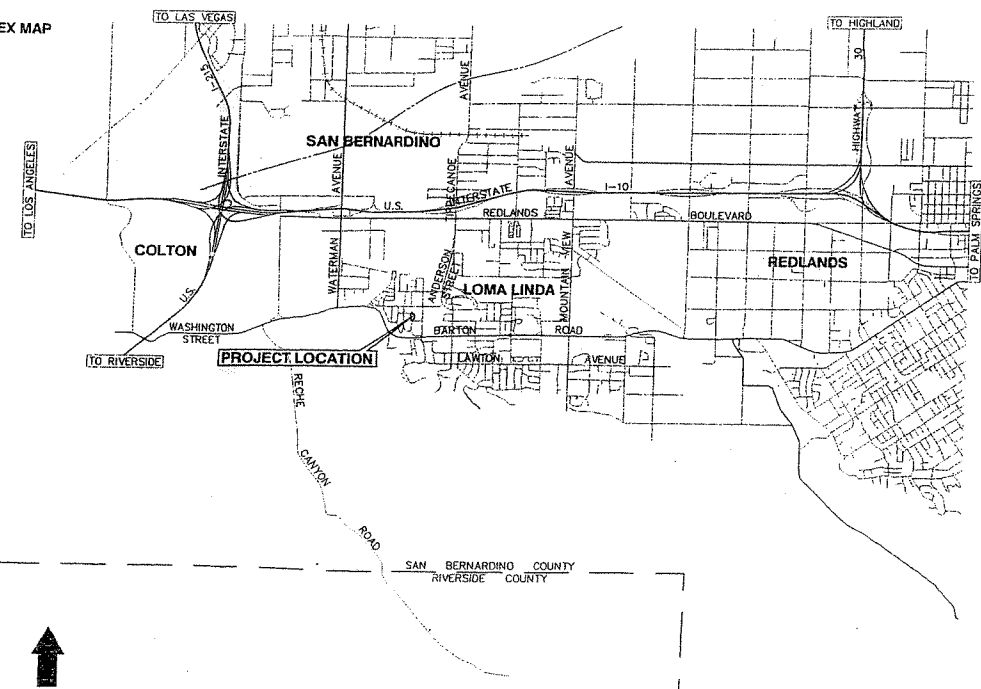 EX MAP
TO LAS VEGAS
TO HIGHLAND
I-215
30
AVENUE
INTERSTATE
SAN BERNARDINO
HIGHWAY
TO LOS ANGELES
AVENUE
TIPPECANOE
AVENUE
INTERSTATE
I-10
U.S.
REDLANDS
BOULEVARD
TO PALM SPRINGS
COLTON
WATERMAN
ANDERSON
STREET
MOUNTAIN VIEW
REDLANDS
LOMA LINDA
U.S.
WASHINGTON
STREET
BARTON
ROAD
TO RIVERSIDE
PROJECT LOCATION
LAWTON
AVENUE
RECHE
CANYON
ROAD
SAN BERNARDINO COUNTY
RIVERSIDE COUNTY